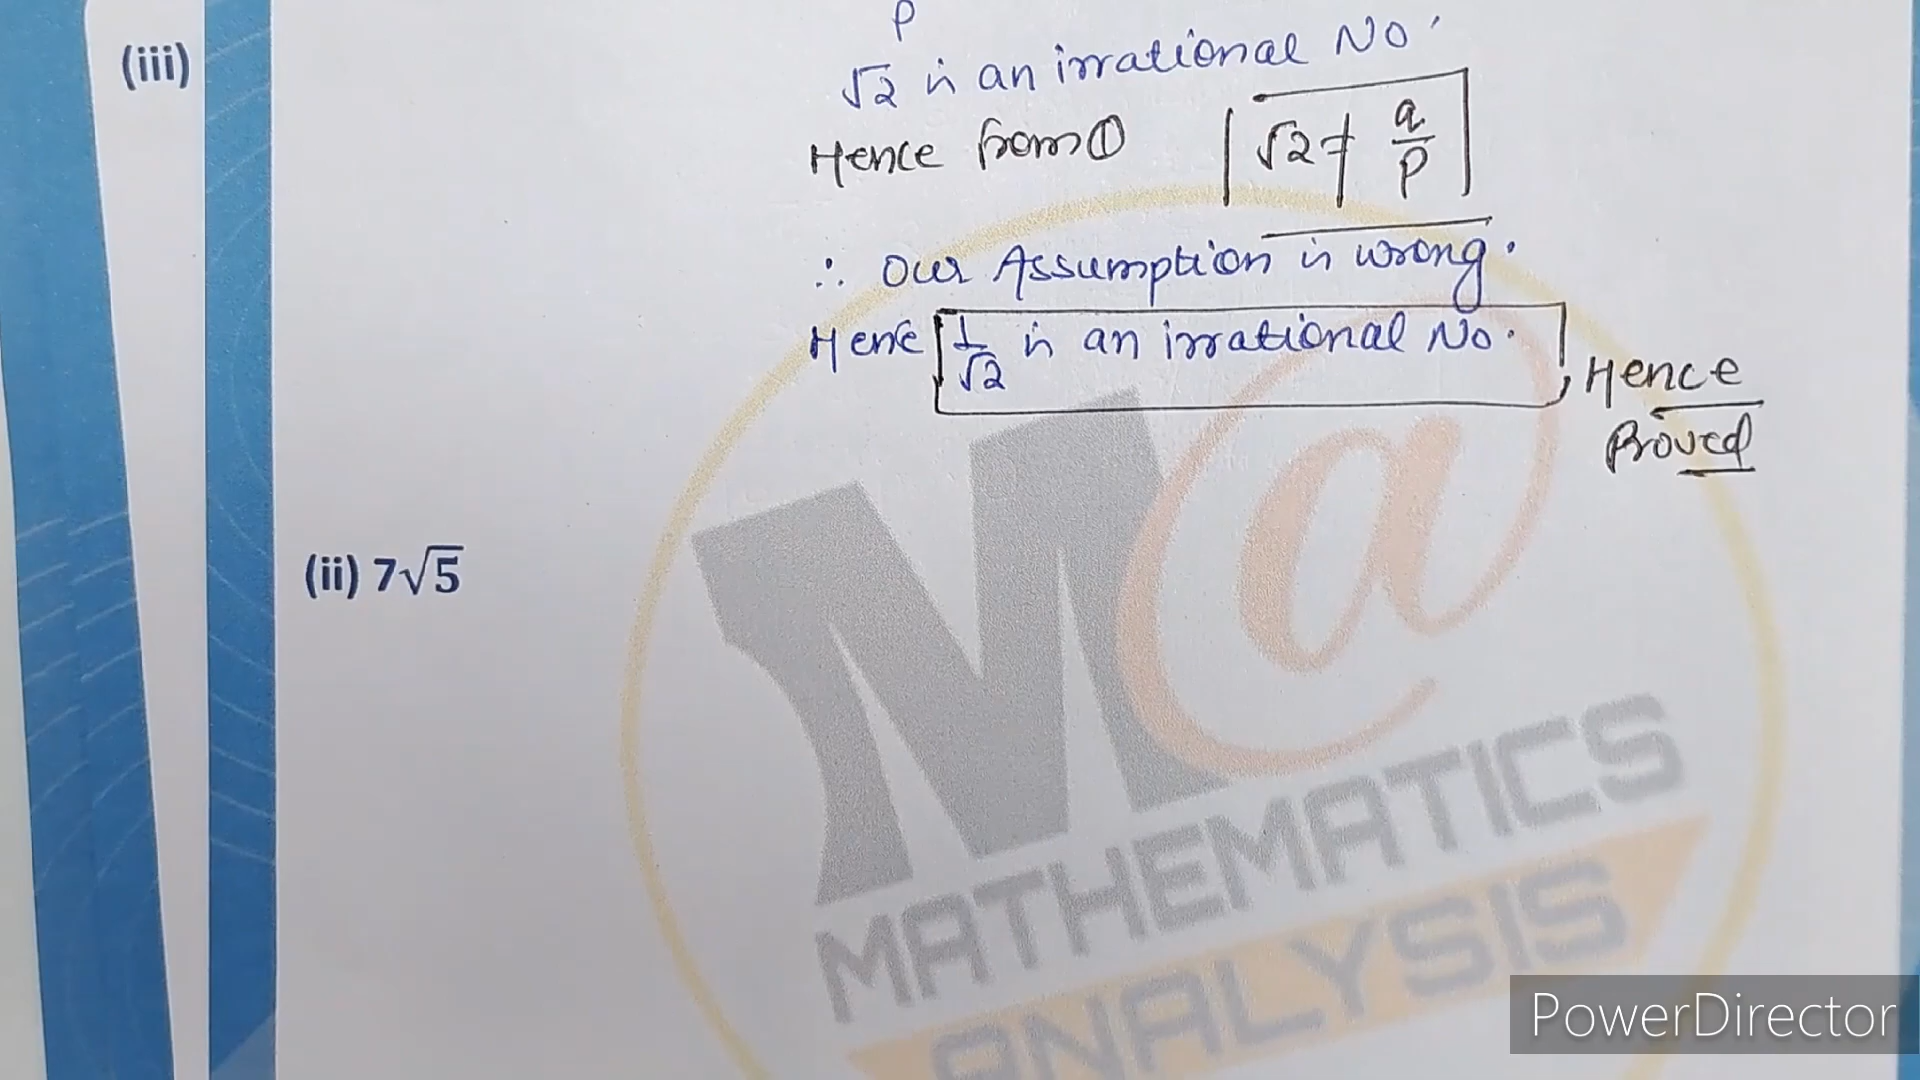 (iii)
p
√2 is an irrational No.
Hence from ① √2 ≠ q/p
∴ Our Assumption is wrong.
Hence 1/√2 is an irrational No.
, Hence
Proved
(ii) 7√5
M@
MATHEMATICS
ANALYSIS
PowerDirector